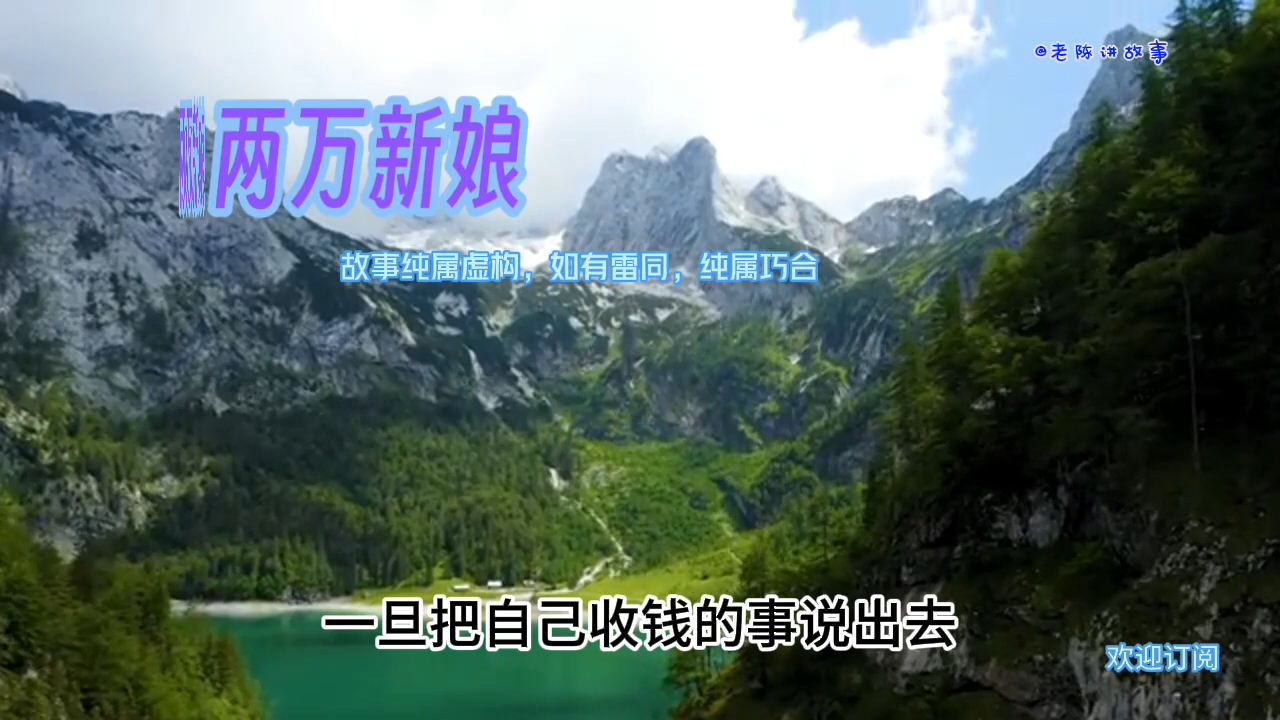 @老陈讲故事
两万新娘
故事纯属虚构，如有雷同，纯属巧合
一旦把自己收钱的事说出去
欢迎订阅